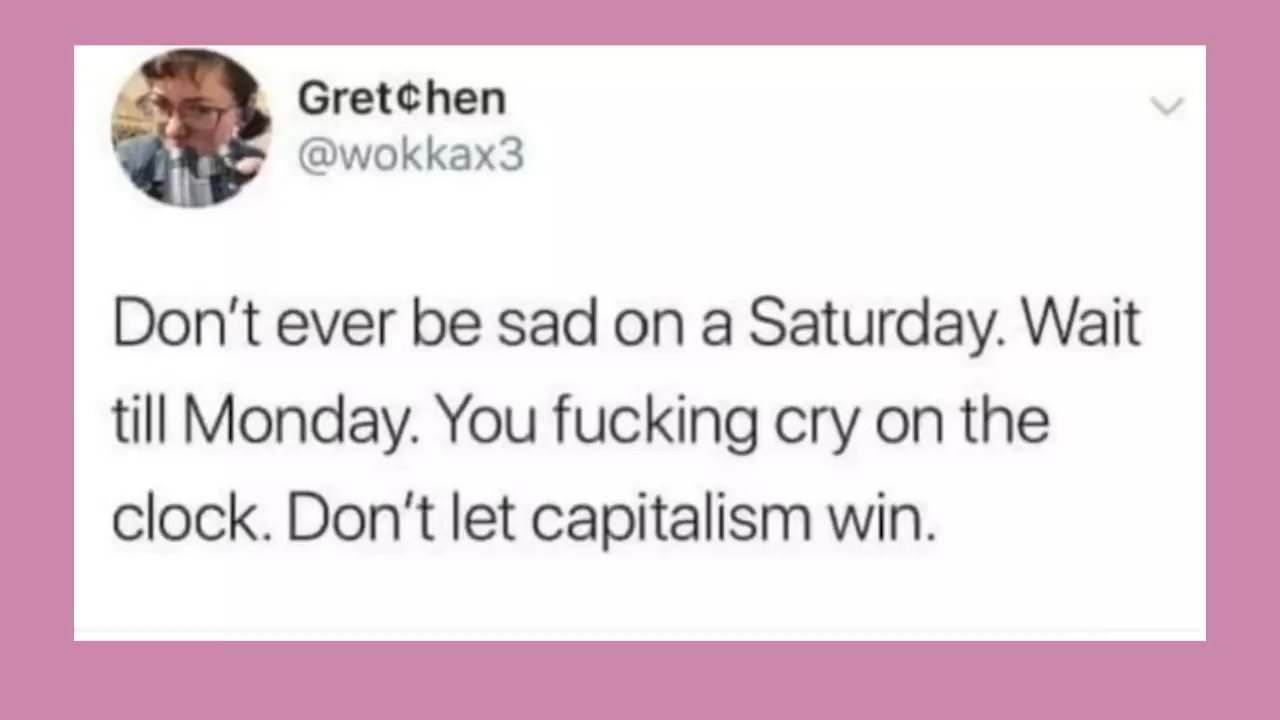 Gret¢hen
@wokkax3
Don't ever be sad on a Saturday. Wait
till Monday. You fucking cry on the
clock. Don't let capitalism win.